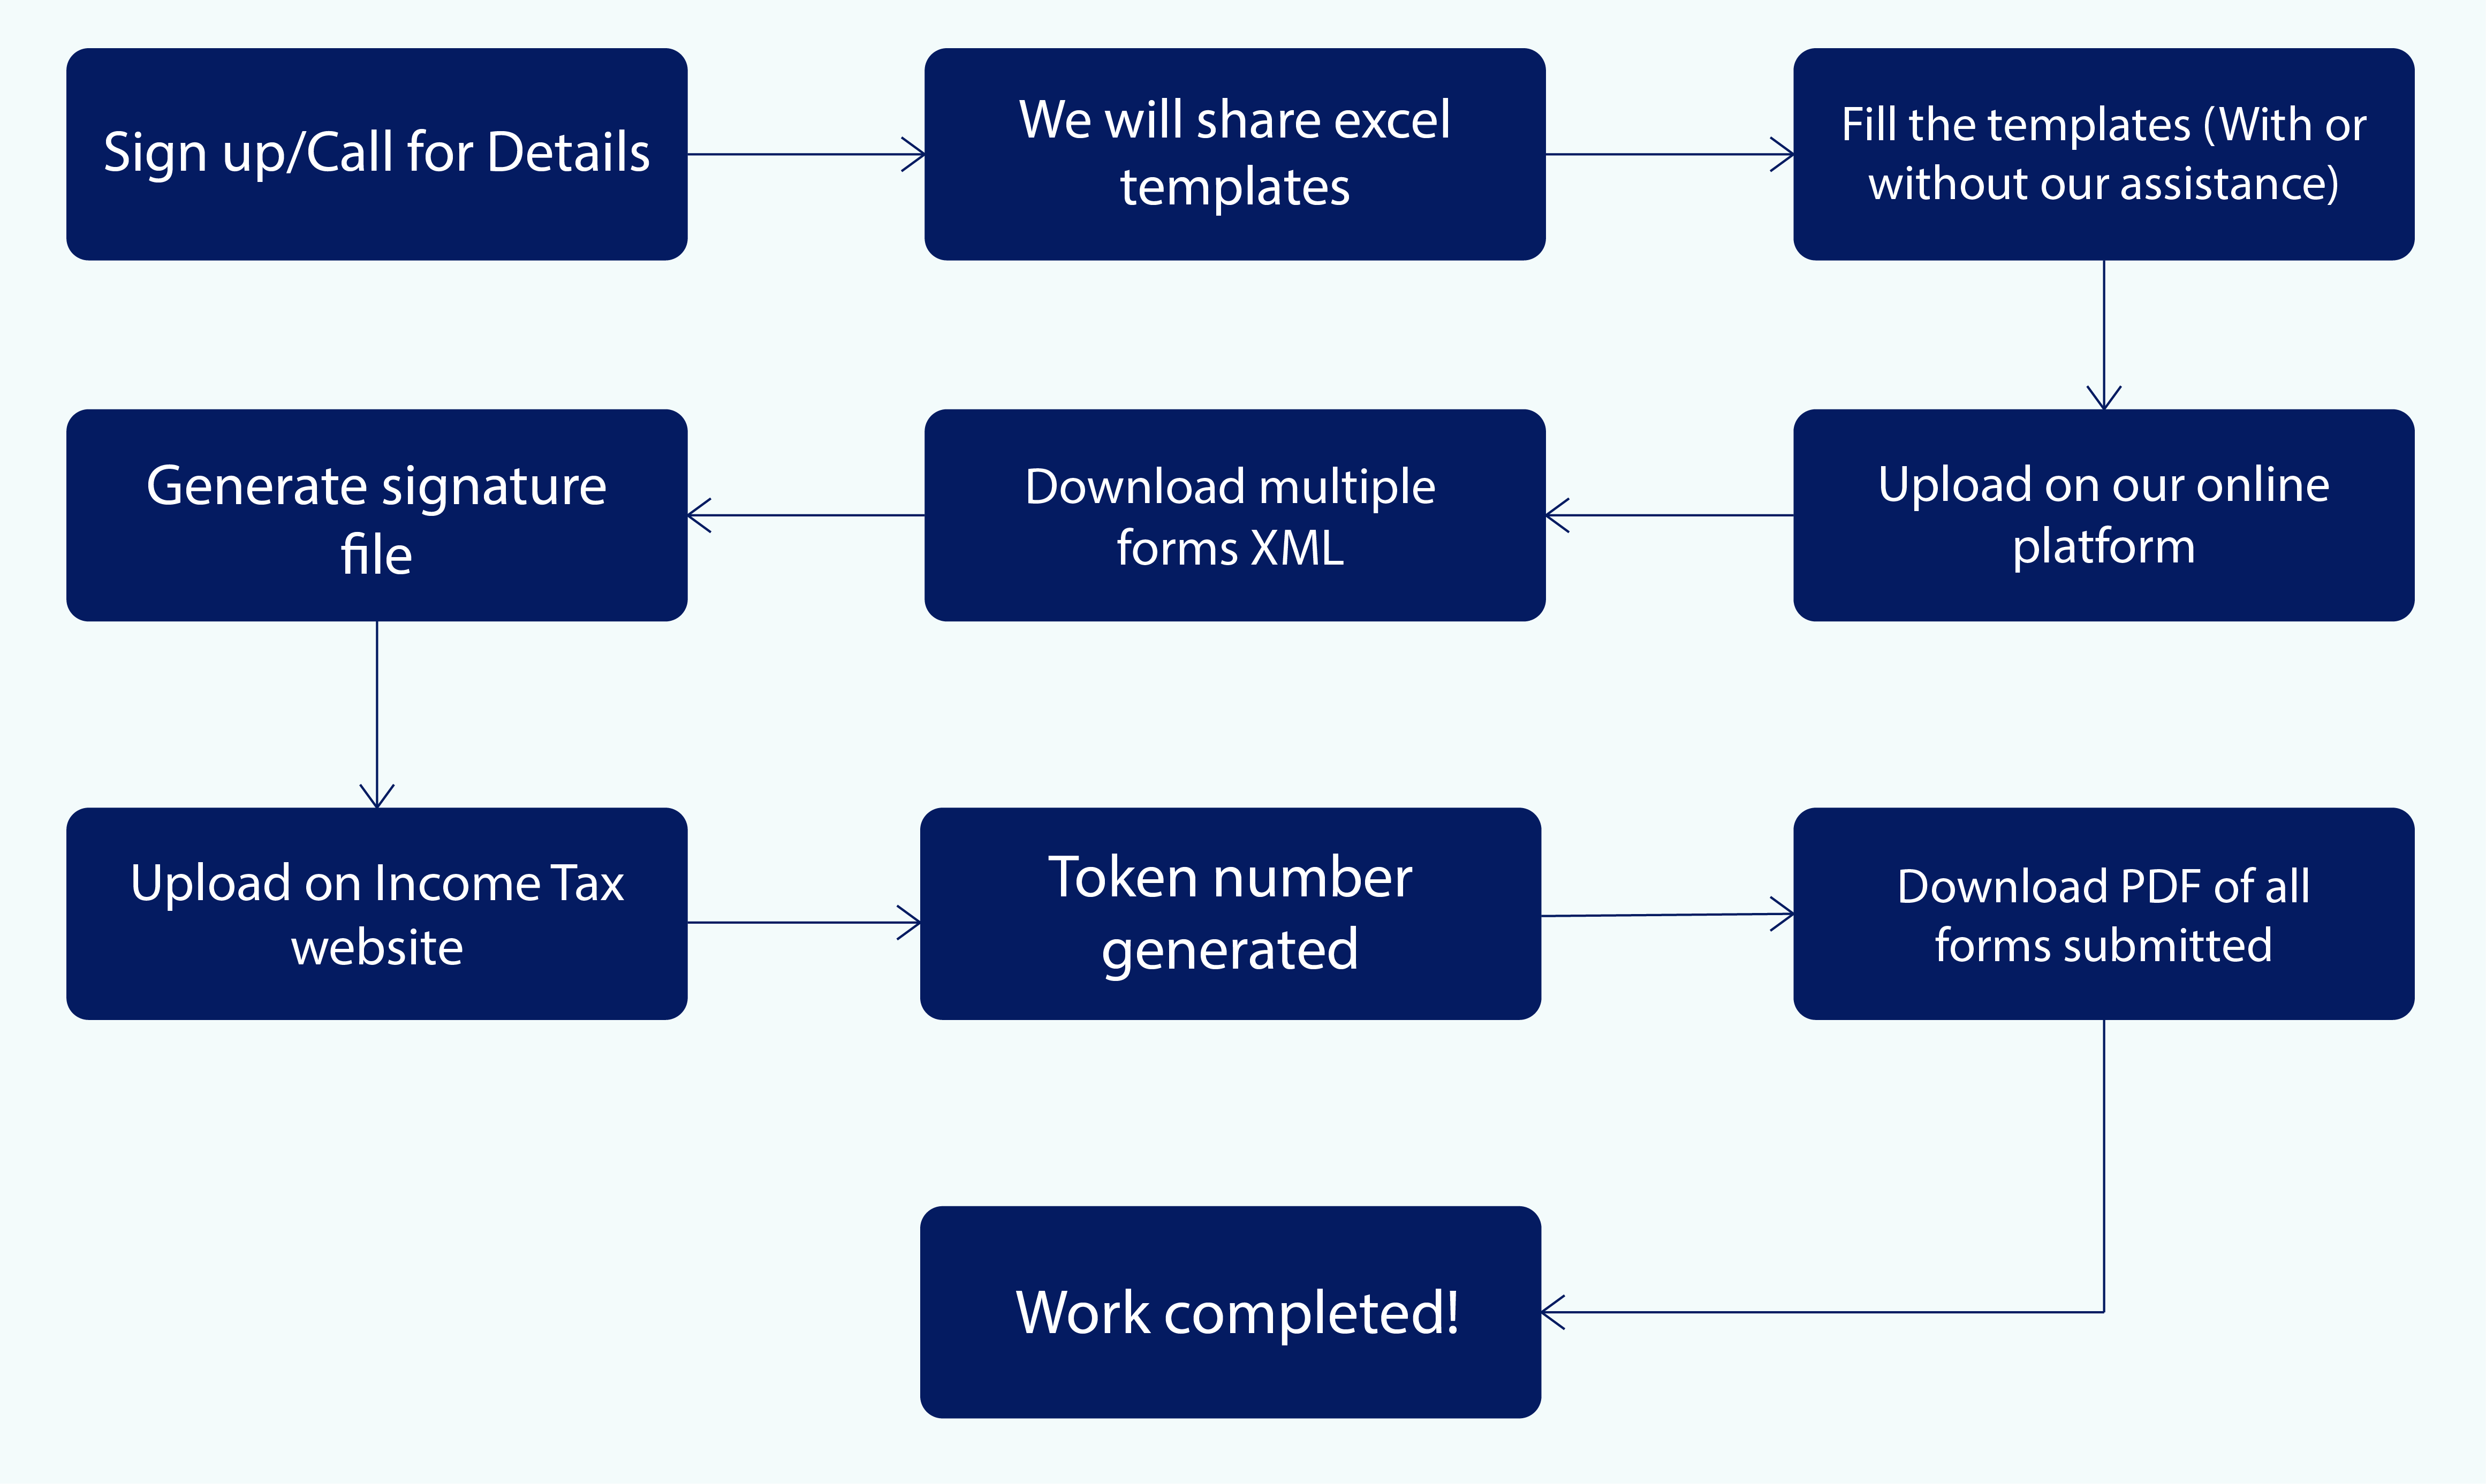 Sign up/Call for Details
We will share excel
templates
Fill the templates (With or
without our assistance)
Upload on our online
platform
Download multiple
forms XML
Generate signature
file
Upload on Income Tax
website
Token number
generated
Download PDF of all
forms submitted
Work completed!